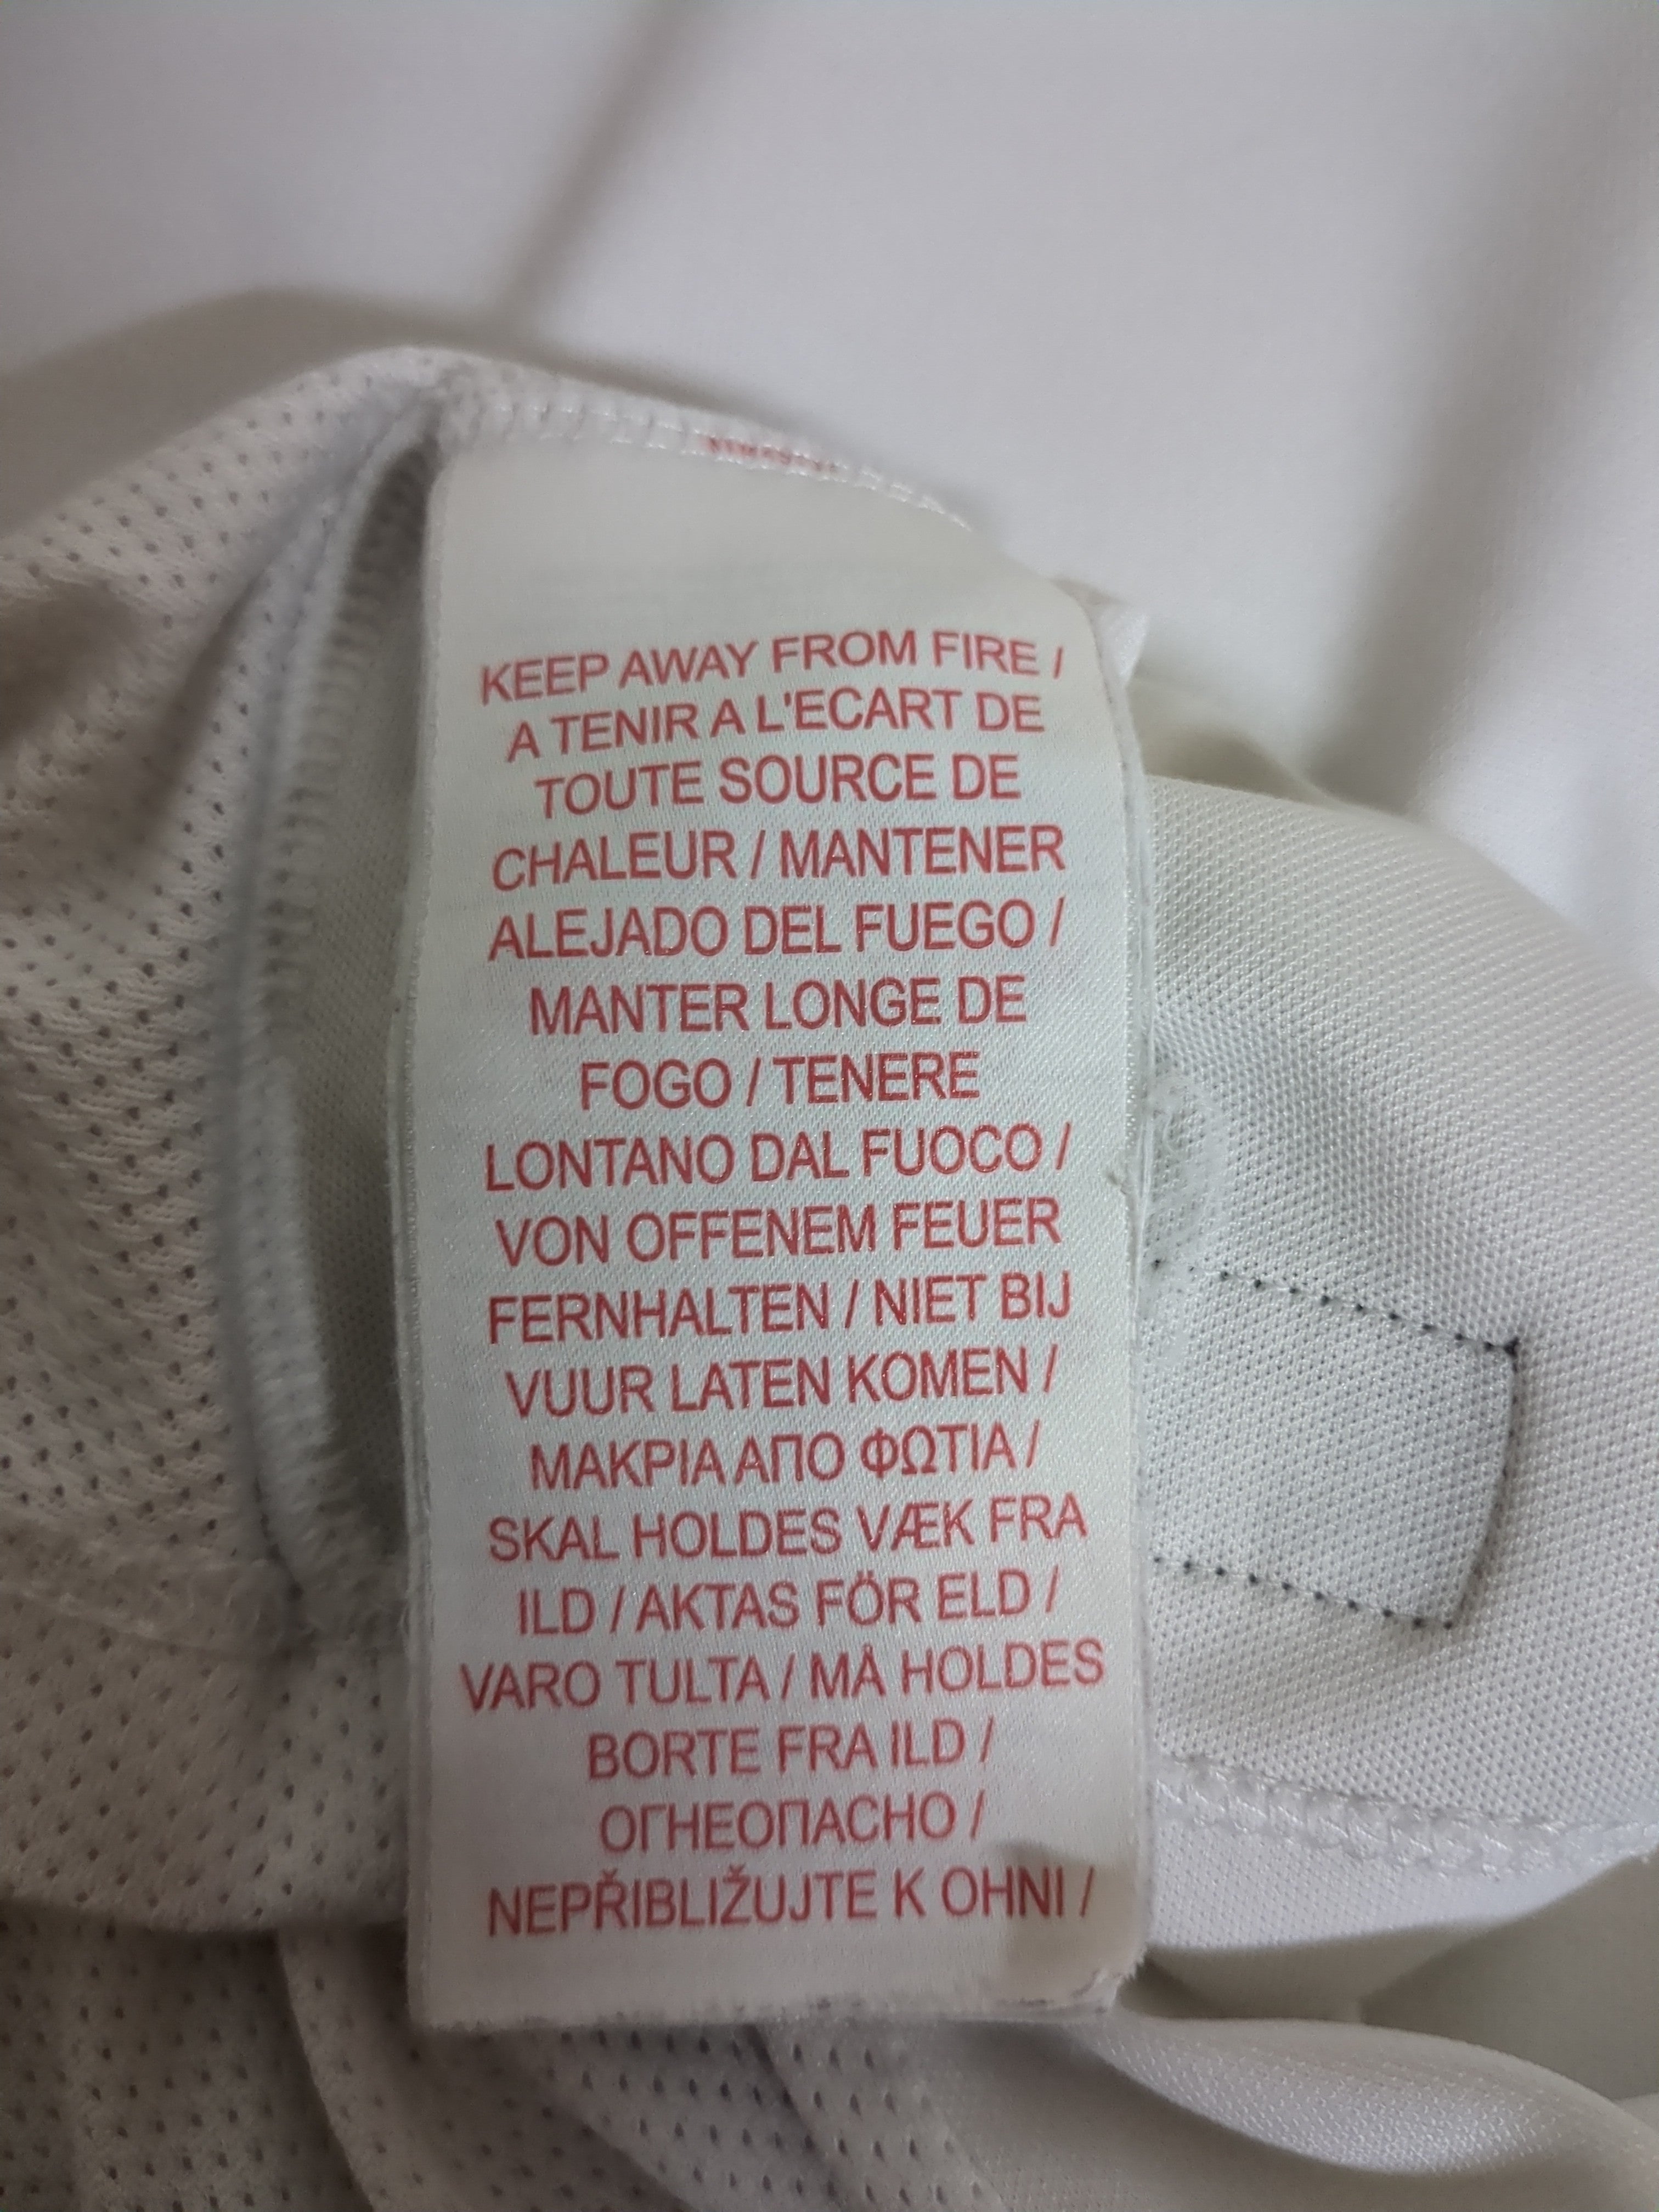 KEEP AWAY FROM FIRE /
A TENIR A L'ECART DE
TOUTE SOURCE DE
CHALEUR / MANTENER
ALEJADO DEL FUEGO /
MANTER LONGE DE
FOGO / TENERE
LONTANO DAL FUOCO /
VON OFFENEM FEUER
FERNHALTEN / NIET BIJ
VUUR LATEN KOMEN /
ΜΑΚΡΙΑ ΑΠΟ ΦΩΤΙΑ /
SKAL HOLDES VÆK FRA
ILD / AKTAS FÖR ELD /
VARO TULTA / MÅ HOLDES
BORTE FRA ILD /
ОГНЕОПАСНО /
NEPŘIBLIŽUJTE K OHNI /